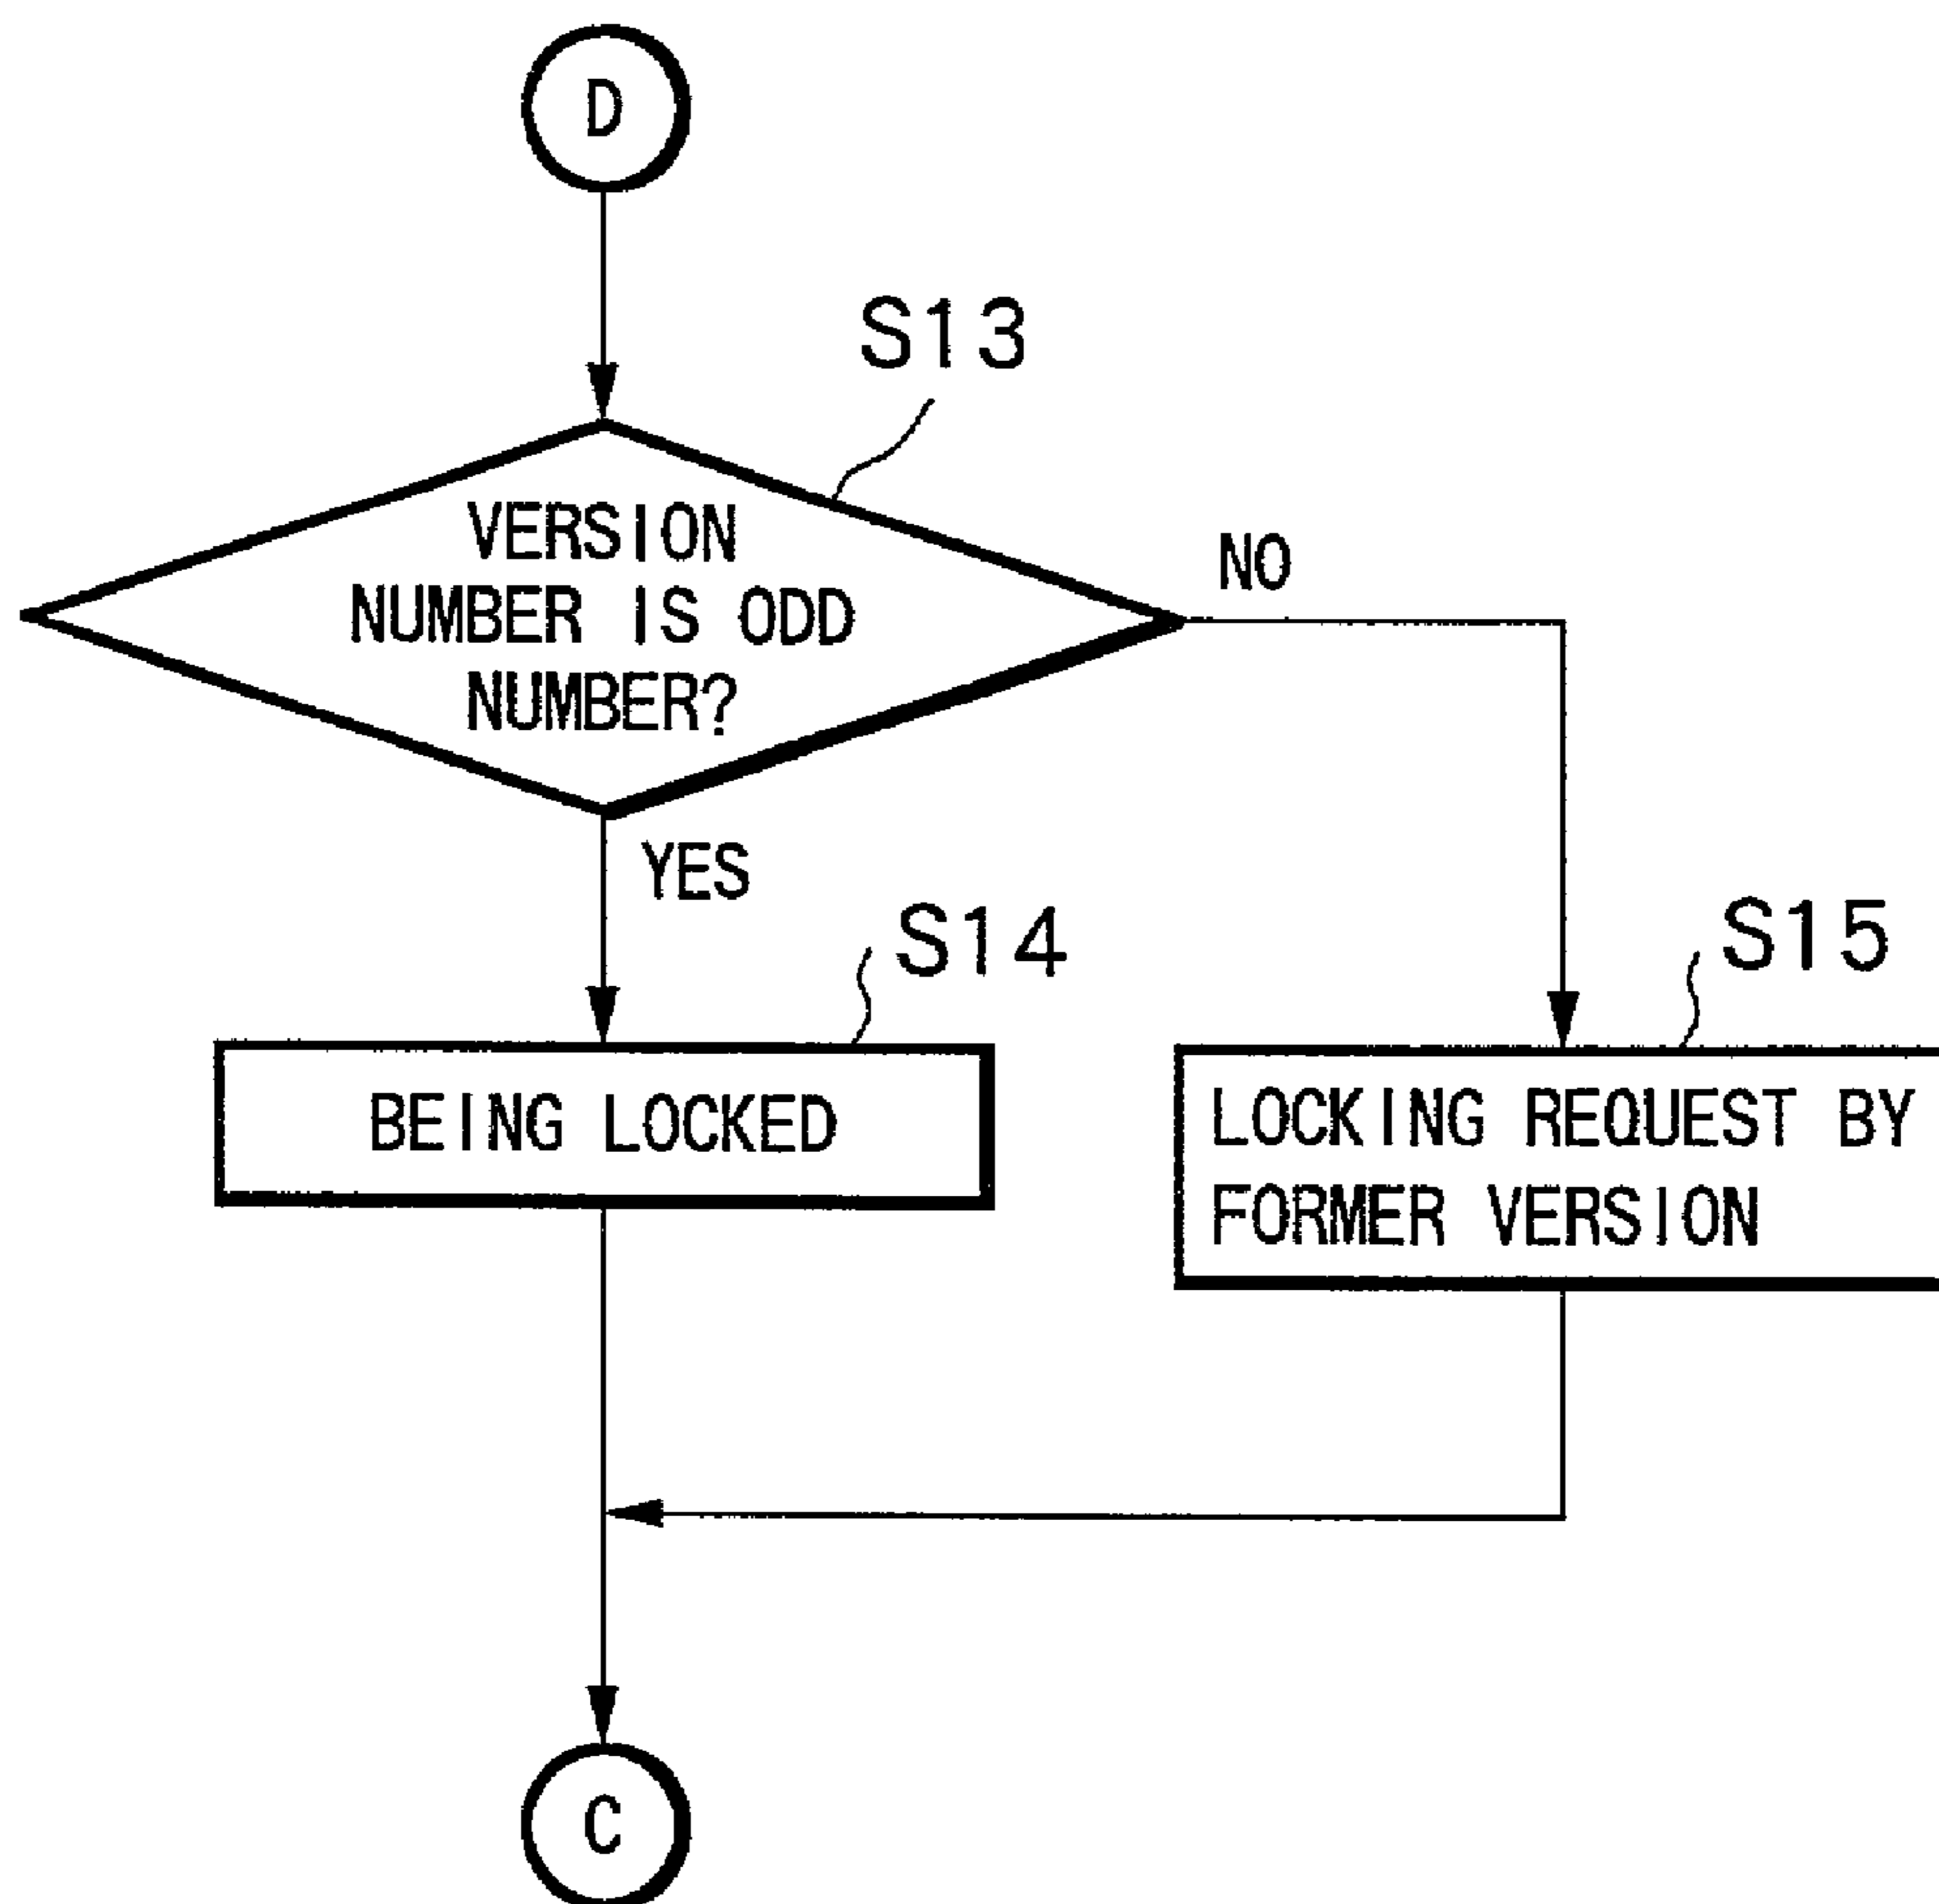 D
S13
VERSION
NUMBER IS ODD
NUMBER?
NO
YES
S14
S15
BEING LOCKED
LOCKING REQUEST BY
FORMER VERSION
C